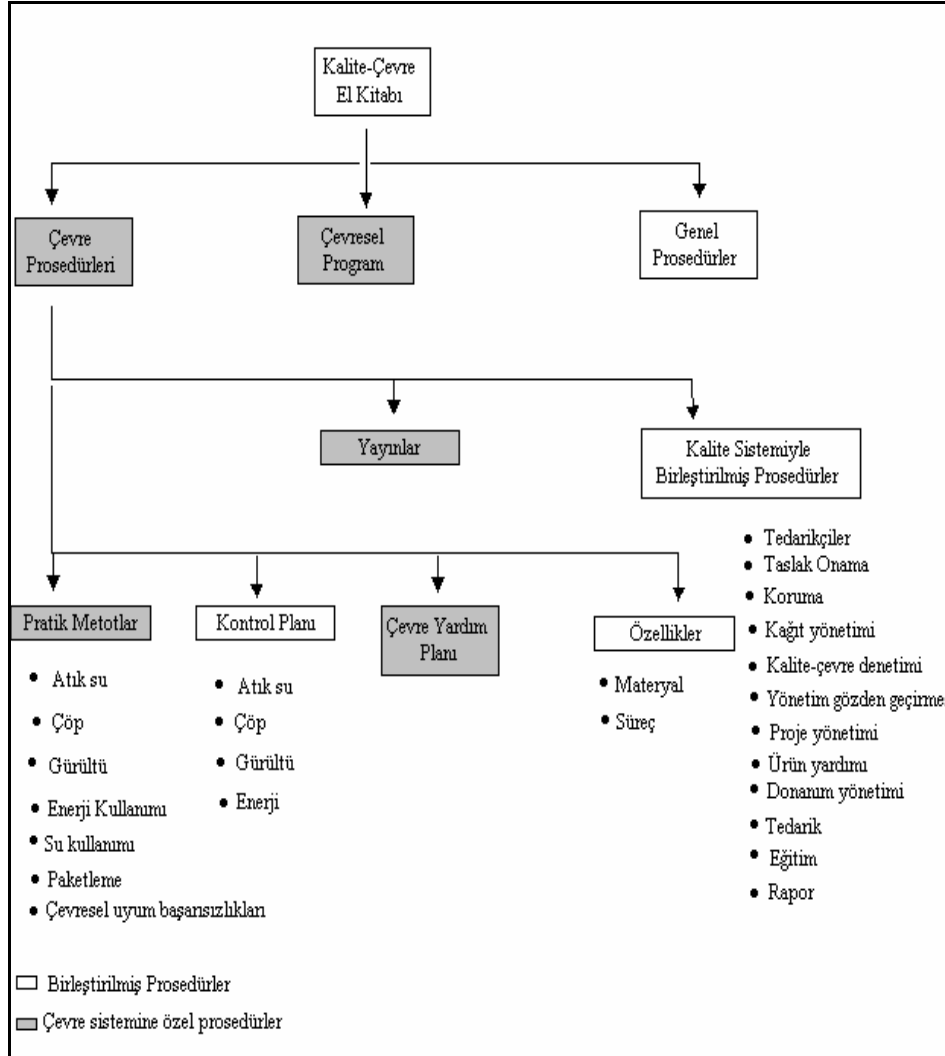 Kalite-Çevre
El Kitabı
Çevre
Prosedürleri
Çevresel
Program
Genel
Prosedürler
Yayınlar
Kalite Sistemiyle
Birleştirilmiş Prosedürler
• Tedarikçiler
• Taslak Onama
• Koruma
• Kağıt yönetimi
• Kalite-çevre denetimi
• Yönetim gözden geçirme
• Proje yönetimi
• Ürün yardımı
• Donanım yönetimi
• Tedarik
• Eğitim
• Rapor
Pratik Metotlar
• Atık su
• Çöp
• Gürültü
• Enerji Kullanımı
• Su kullanımı
• Paketleme
• Çevresel uyum başarısızlıkları
Kontrol Planı
• Atık su
• Çöp
• Gürültü
• Enerji
Çevre Yardım
Planı
Özellikler
• Materyal
• Süreç
Birleştirilmiş Prosedürler
Çevre sistemine özel prosedürler